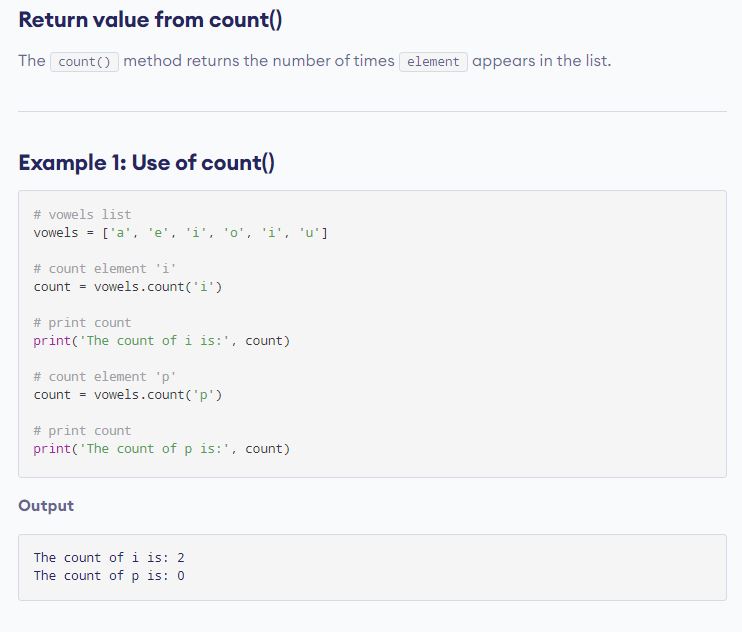 Return value from count()
The count() method returns the number of times element appears in the list.
Example 1: Use of count()
# vowels list
vowels = ['a', 'e', 'i', 'o', 'i', 'u']
# count element 'i'
count = vowels.count('i')
# print count
print('The count of i is:', count)
# count element 'p'
count = vowels.count('p')
# print count
print('The count of p is:', count)
Output
The count of i is: 2
The count of p is: 0